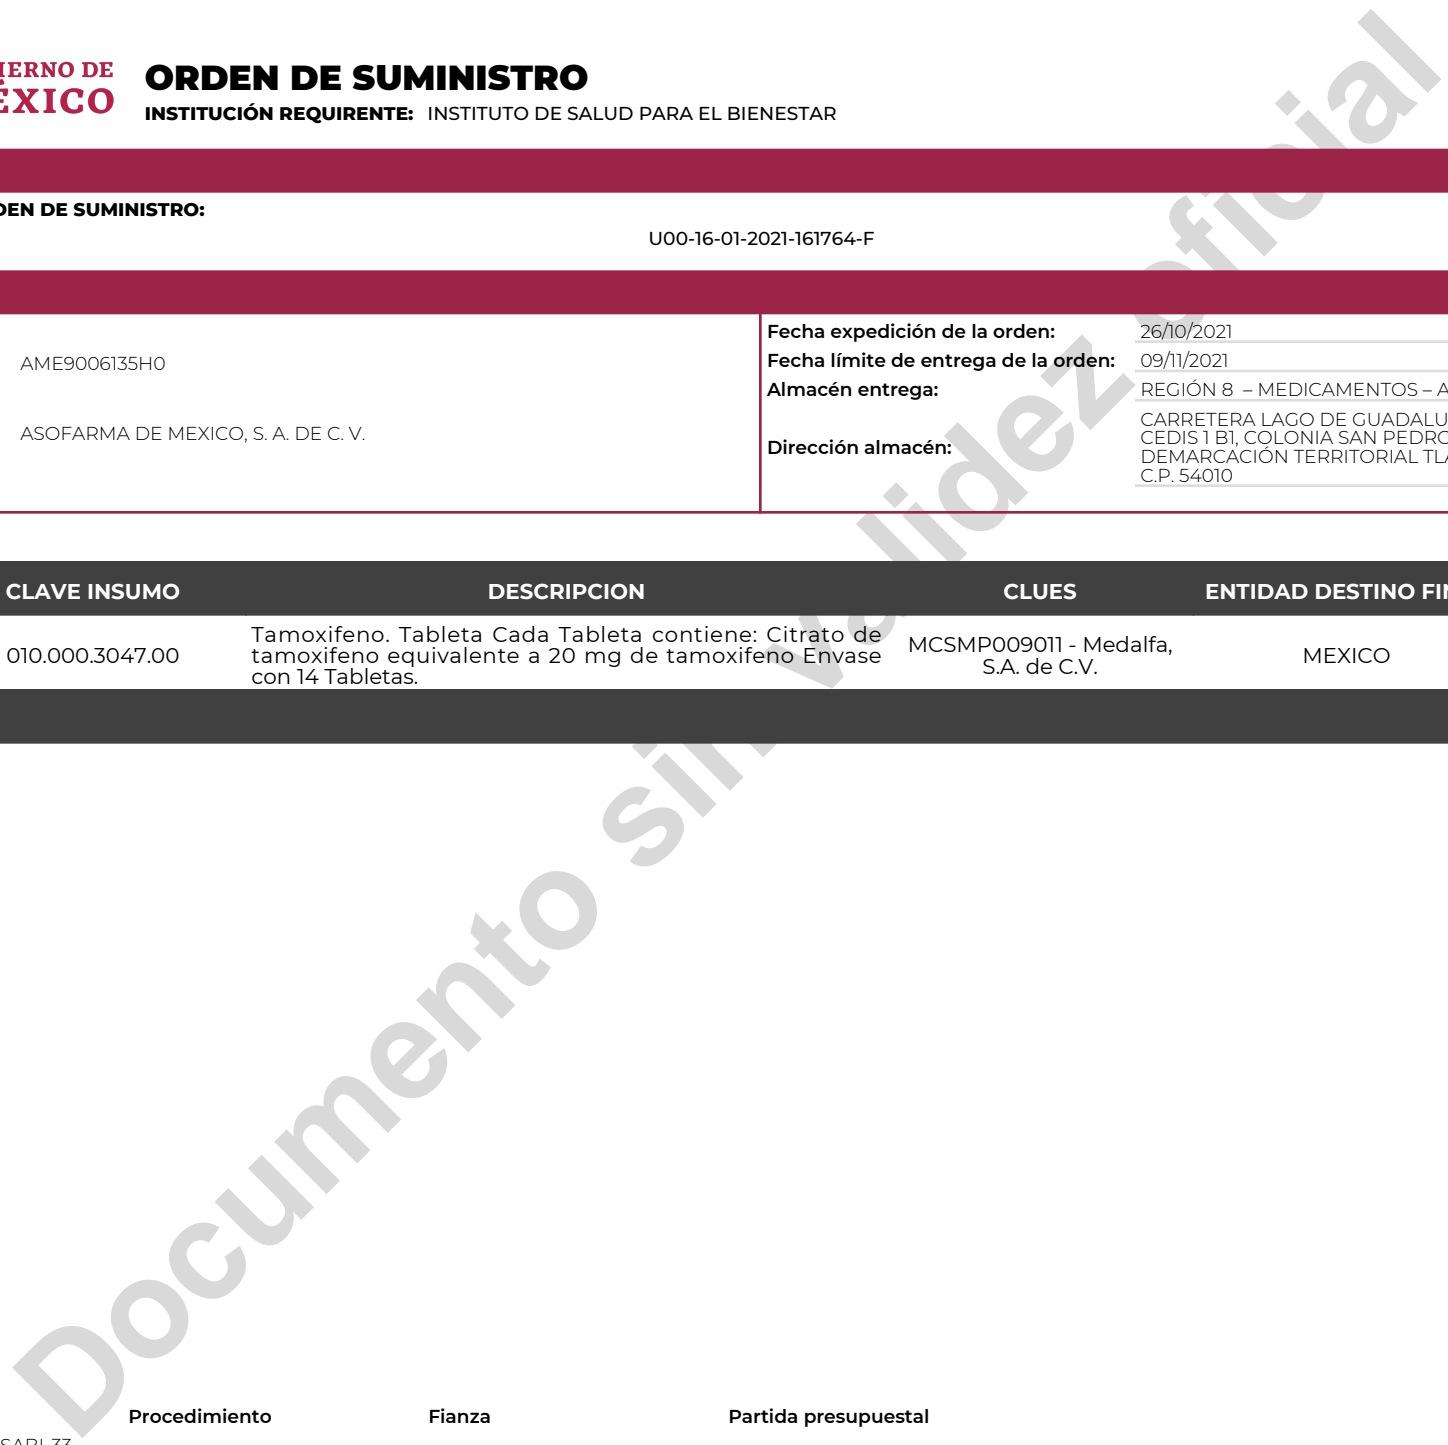 IERNO DE
ÉXICO
ORDEN DE SUMINISTRO
INSTITUCIÓN REQUIRENTE: INSTITUTO DE SALUD PARA EL BIENESTAR
DEN DE SUMINISTRO:
U00-16-01-2021-161764-F
AME9006135H0
ASOFARMA DE MEXICO, S. A. DE C. V.
Fecha expedición de la orden: 26/10/2021
Fecha límite de entrega de la orden: 09/11/2021
Almacén entrega: REGIÓN 8 – MEDICAMENTOS – A
Dirección almacén:
CARRETERA LAGO DE GUADALU
CEDIS 1 B1, COLONIA SAN PEDRO
DEMARCACIÓN TERRITORIAL TLA
C.P. 54010
CLAVE INSUMO DESCRIPCION CLUES ENTIDAD DESTINO FIN
010.000.3047.00
Tamoxifeno. Tableta Cada Tableta contiene: Citrato de
tamoxifeno equivalente a 20 mg de tamoxifeno Envase
con 14 Tabletas.
MCSMP009011 - Medalfa,
S.A. de C.V.
MEXICO
Documento sin validez oficial
Procedimiento Fianza Partida presupuestal